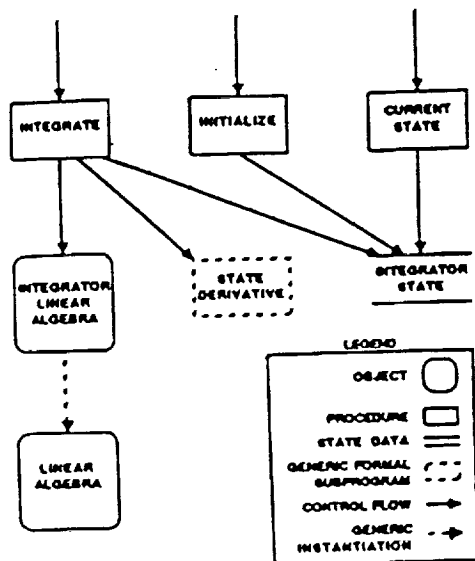 INTEGRATE
INITIALIZE
CURRENT
STATE
INTEGRATOR
LINEAR
ALGEBRA
STATE
DERIVATIVE
INTEGRATOR
STATE
LINEAR
ALGEBRA
LEGEND
OBJECT
PROCEDURE
STATE DATA
GENERIC FORMAL
SUBPROGRAM
CONTROL FLOW
GENERIC
INSTANTIATION